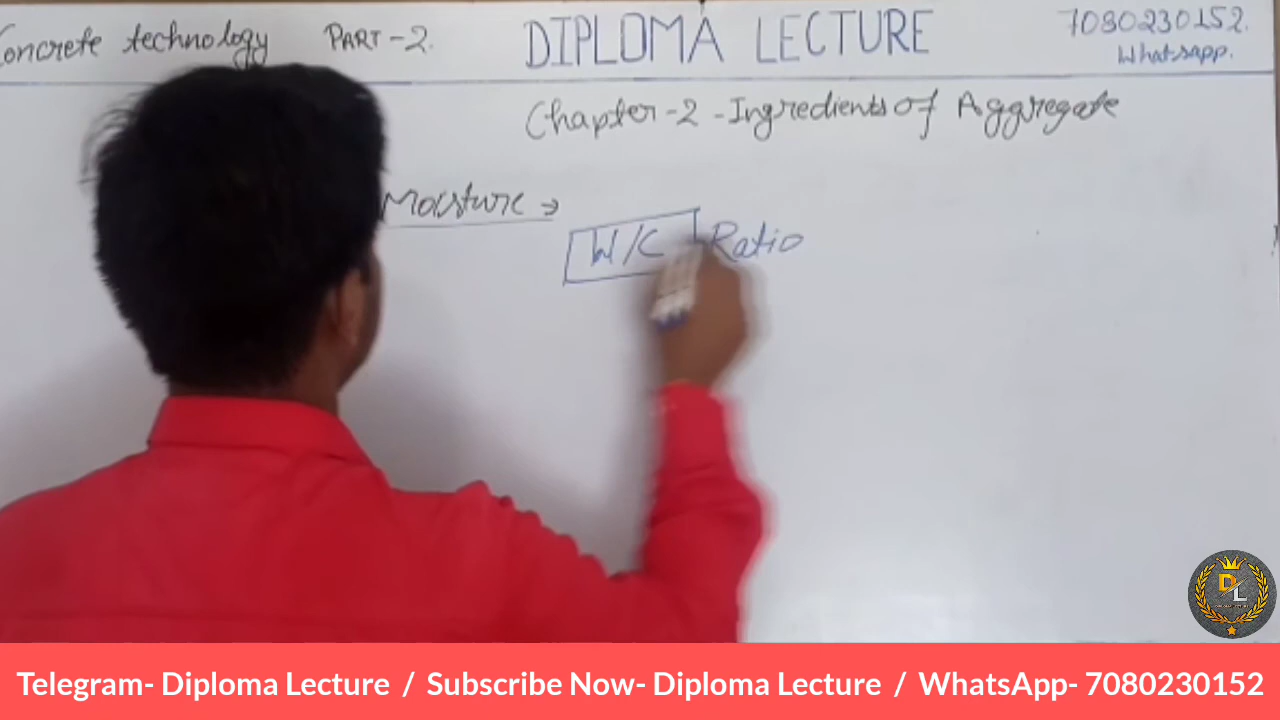 Concrete technology PART-2. DIPLOMA LECTURE 7080230152.
Whatsapp.
Chapter-2 - Ingredients of Aggregate
Moisture →
W/C Ratio
DL
Telegram- Diploma Lecture / Subscribe Now- Diploma Lecture / WhatsApp- 7080230152